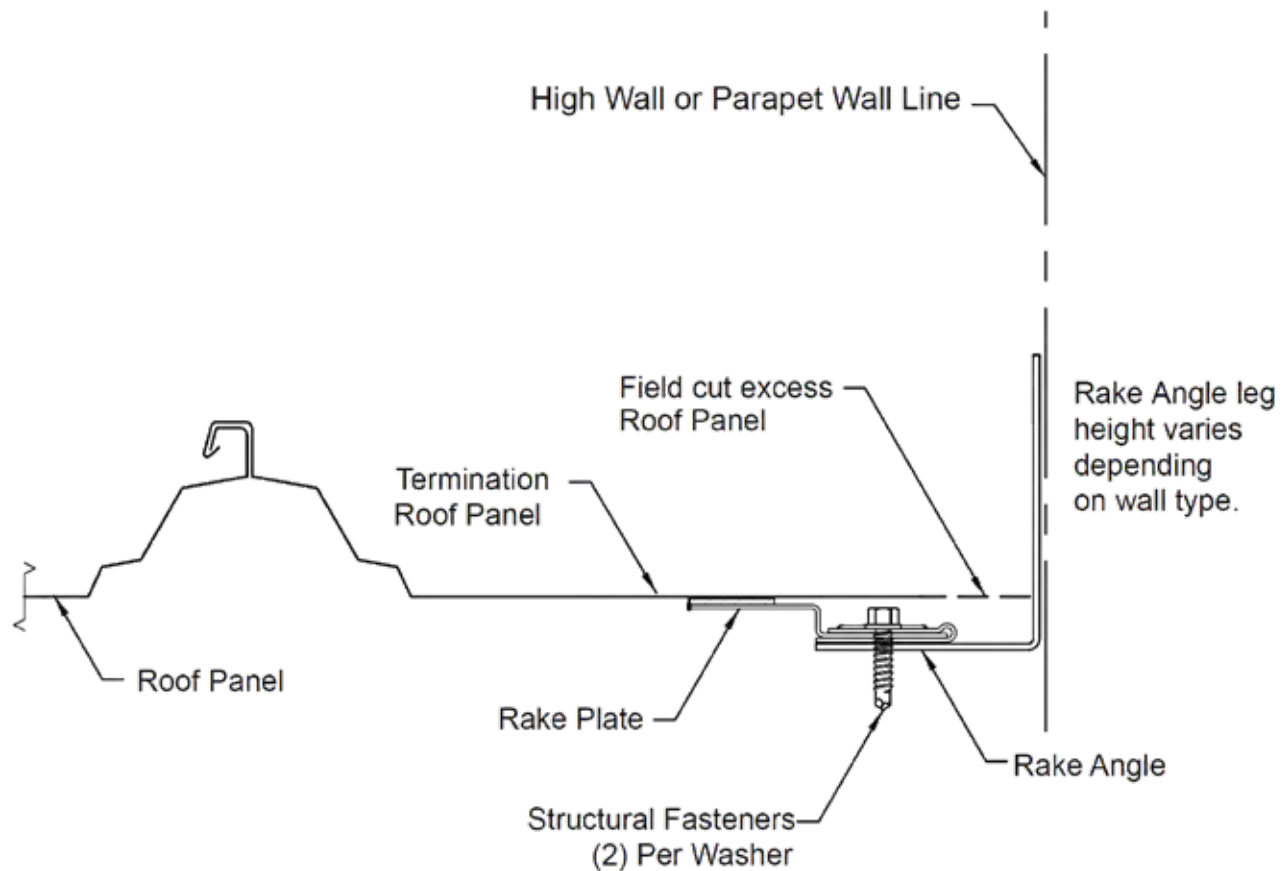 High Wall or Parapet Wall Line
Field cut excess
Roof Panel
Rake Angle leg
height varies
depending
on wall type.
Termination
Roof Panel
Roof Panel
Rake Plate
Rake Angle
Structural Fasteners
(2) Per Washer